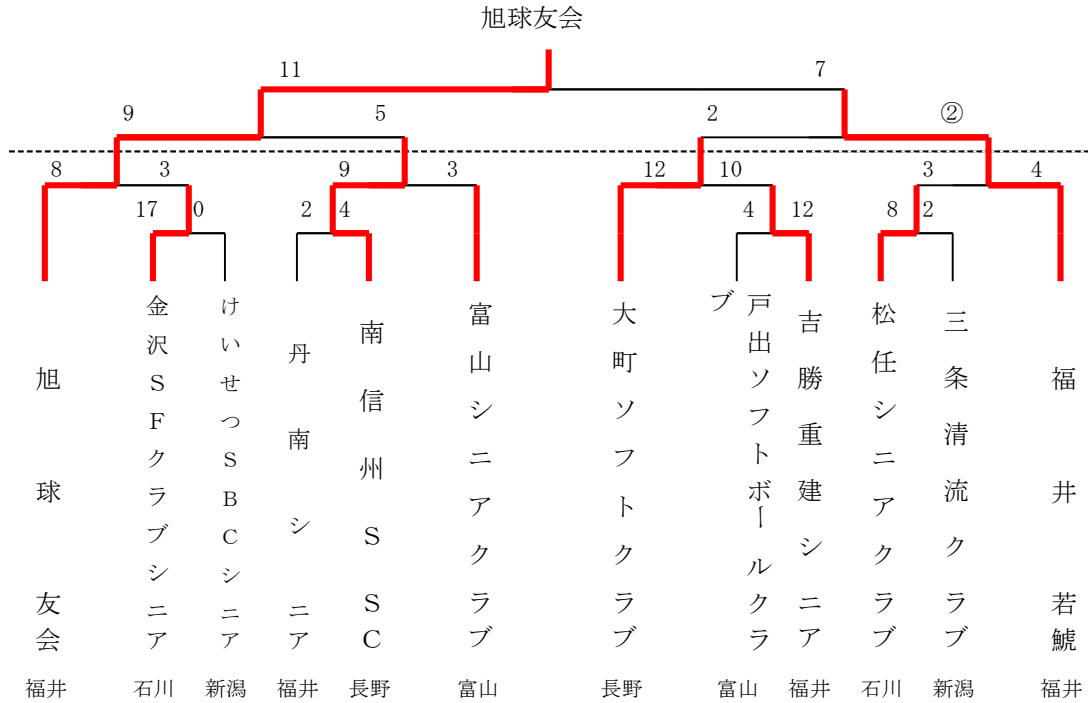 旭球友会
11 7
9 5 2 ②
8 3 9 3 12 10 3 4
17 0 2 4 4 12 8 2
旭球友会
金沢SFクラブシニア
けいせつSBCシニア
丹南シニア
南信州SSC
富山シニアクラブ
大町ソフトクラブ
戸出ソフトボールクラ
ブ
吉勝重建シニア
松任シニアクラブ
三条清流クラブ
福井若鯱
福井 石川 新潟 福井 長野 富山 長野 富山 福井 石川 新潟 福井